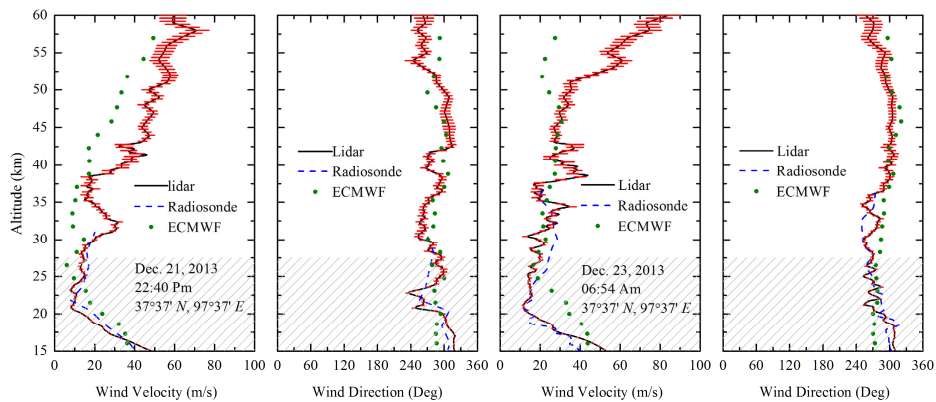 60
55
50
45
40
35
30
25
20
15
Altitude (km)
lidar
Radiosonde
ECMWF
Dec. 21, 2013
22:40 Pm
37°37' N, 97°37' E
0 20 40 60 80 100
Wind Velocity (m/s)
Lidar
Radiosonde
ECMWF
0 60 120 180 240 300 360
Wind Direction (Deg)
Lidar
Radiosonde
ECMWF
Dec. 23, 2013
06:54 Am
37°37' N, 97°37' E
0 20 40 60 80 100
Wind Velocity (m/s)
Lidar
Radiosonde
ECMWF
0 60 120 180 240 300 360
Wind Direction (Deg)